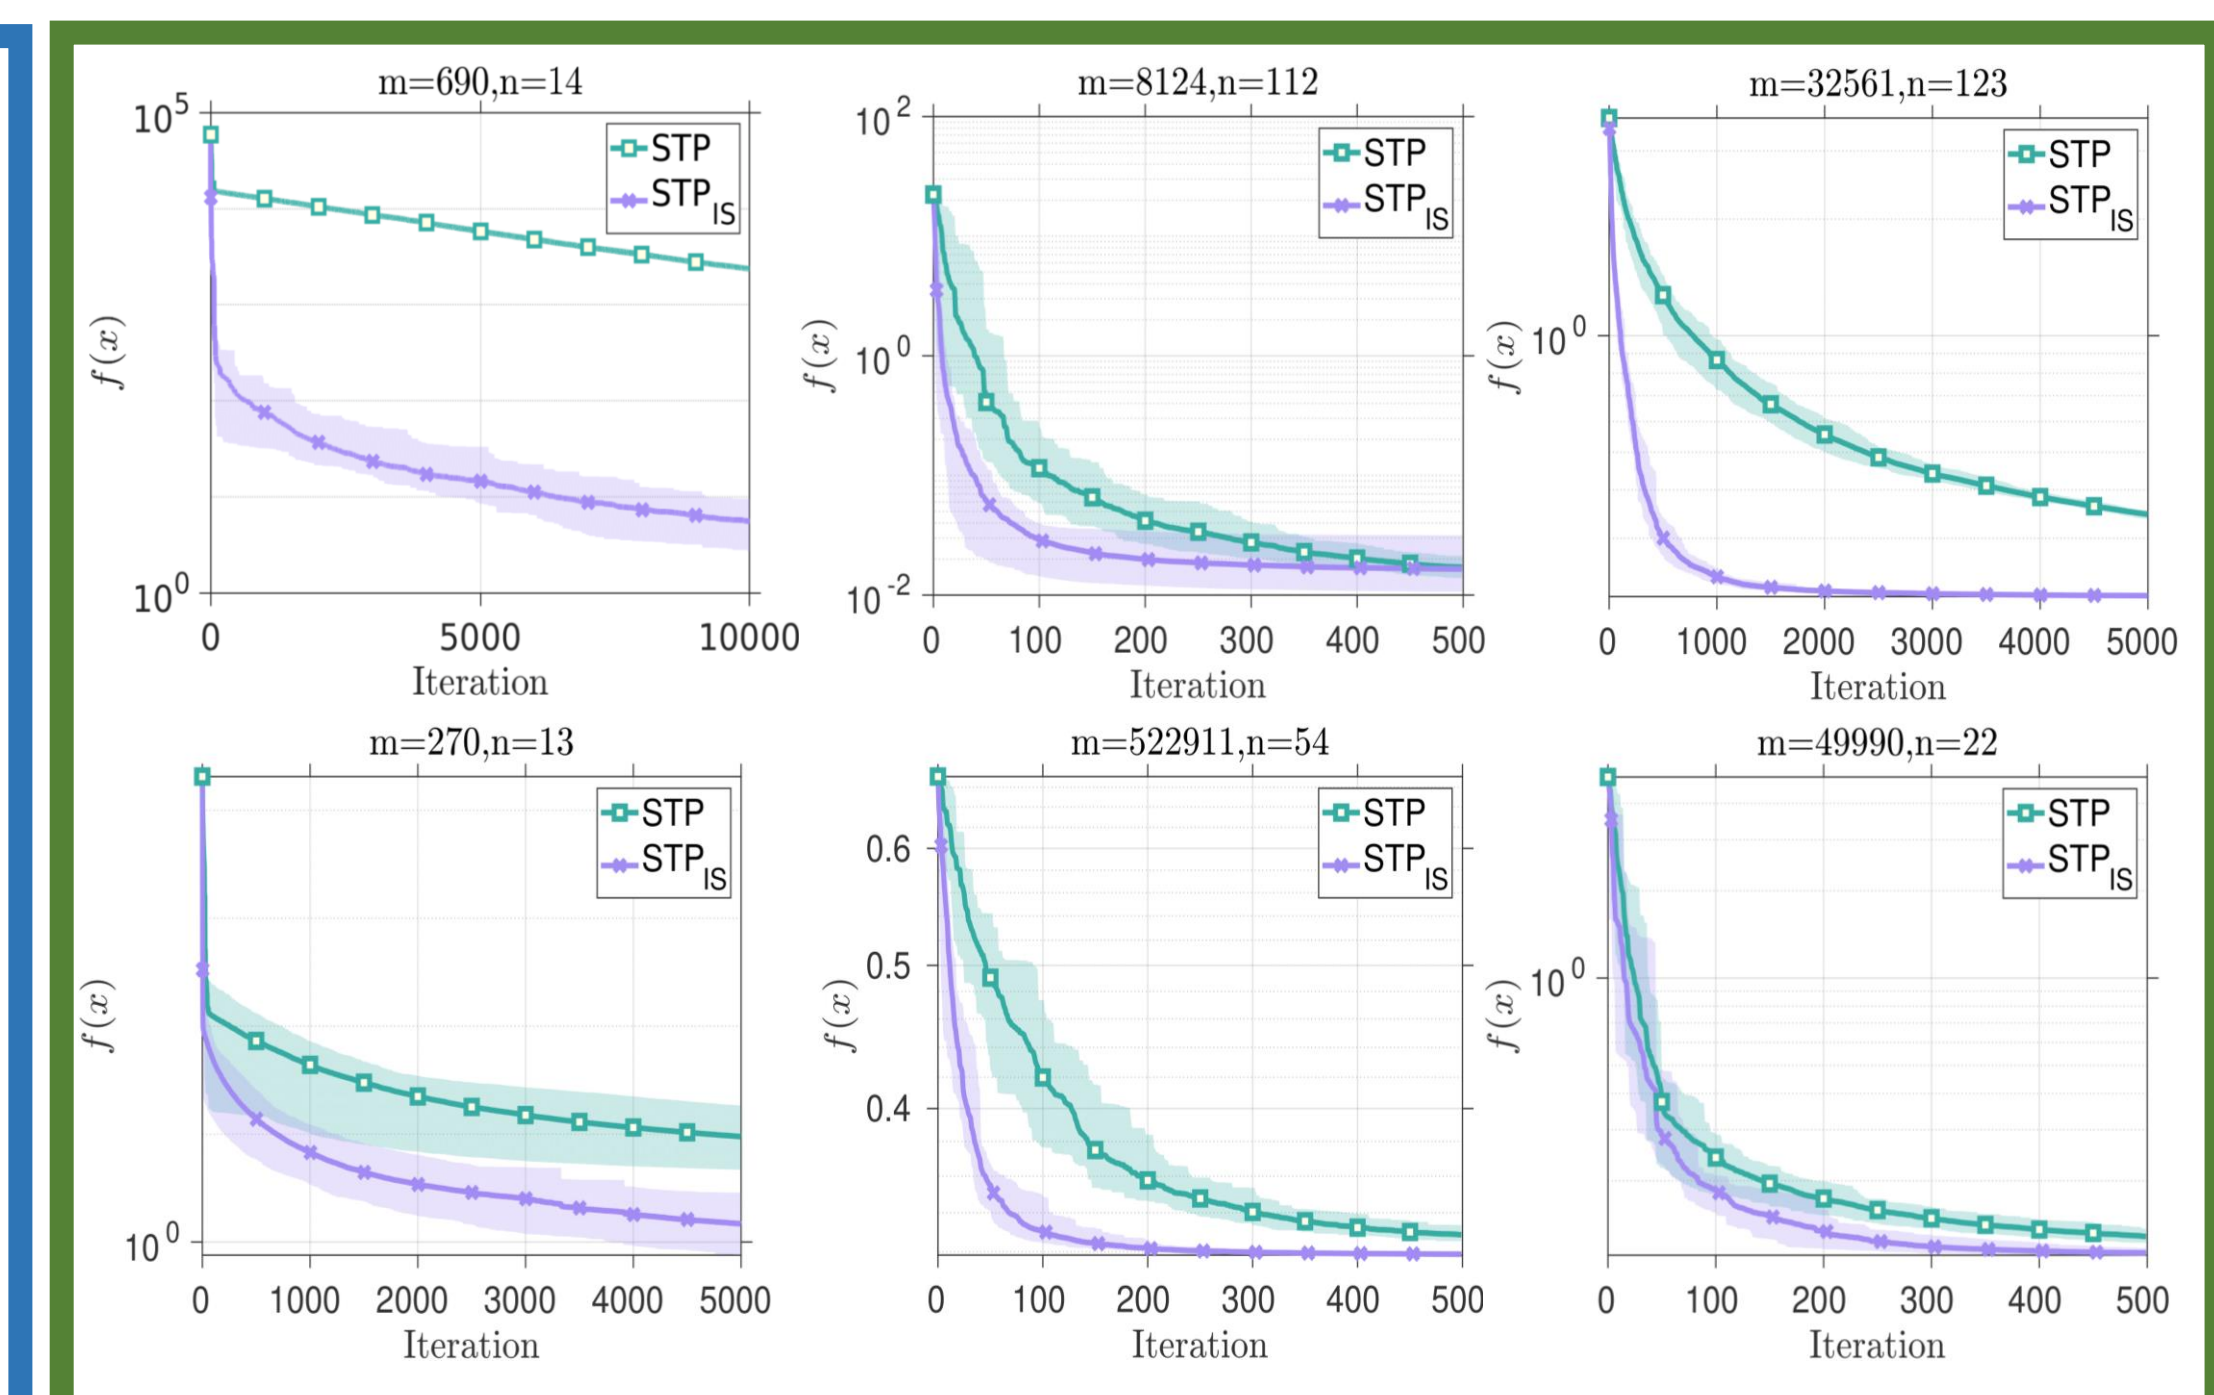 m=690,n=14
10^5
10^0
f(x)
STP
STP_IS
0 5000 10000
Iteration
m=8124,n=112
10^2
10^0
10^-2
f(x)
STP
STP_IS
0 100 200 300 400 500
Iteration
m=32561,n=123
10^0
f(x)
STP
STP_IS
0 1000 2000 3000 4000 5000
Iteration
m=270,n=13
10^0
f(x)
STP
STP_IS
0 1000 2000 3000 4000 5000
Iteration
m=522911,n=54
0.6
0.5
0.4
f(x)
STP
STP_IS
0 100 200 300 400 500
Iteration
m=49990,n=22
10^0
f(x)
STP
STP_IS
0 100 200 300 400 500
Iteration